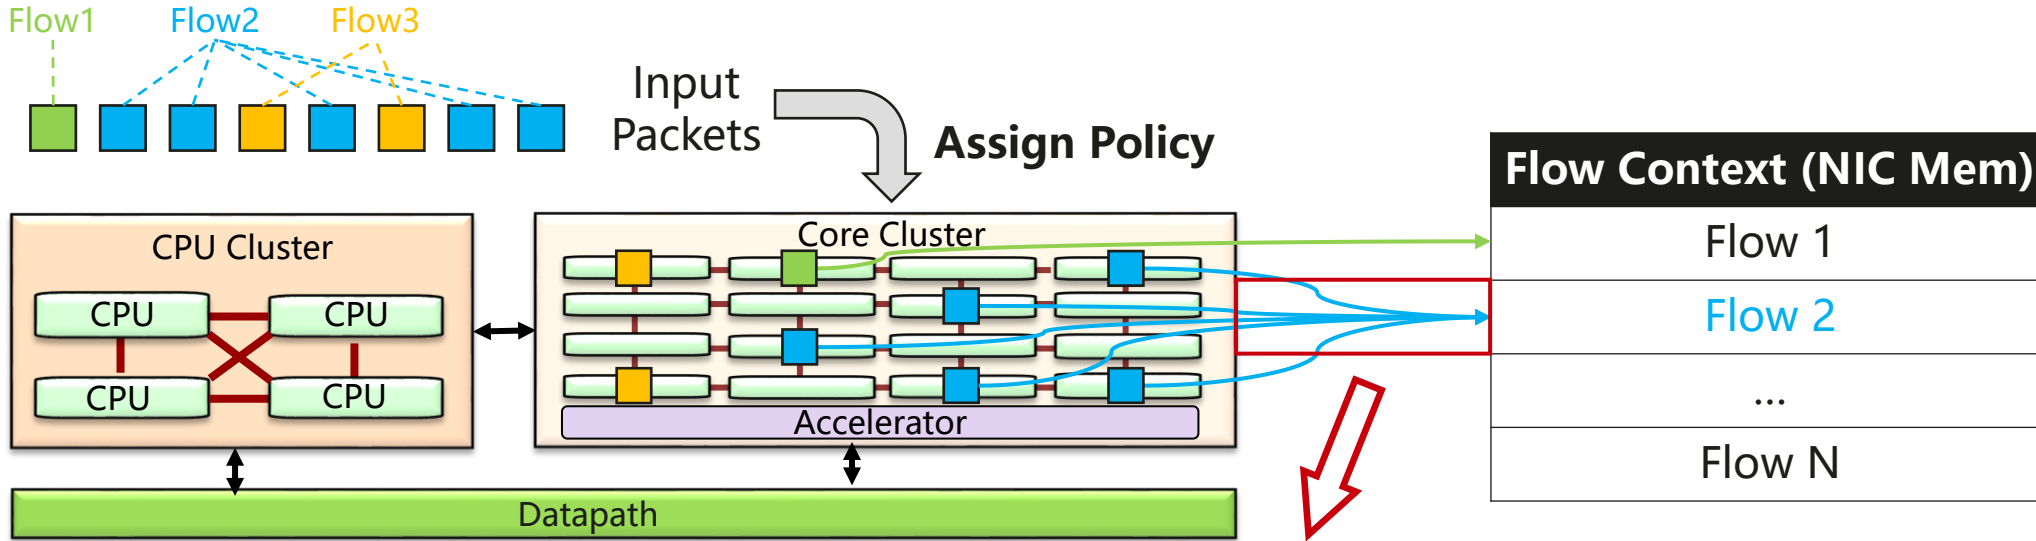 Flow1 Flow2 Flow3
Input
Packets
Assign Policy
Flow Context (NIC Mem)
Flow 1
Flow 2
...
Flow N
CPU Cluster
CPU CPU
CPU CPU
Core Cluster
Accelerator
Datapath